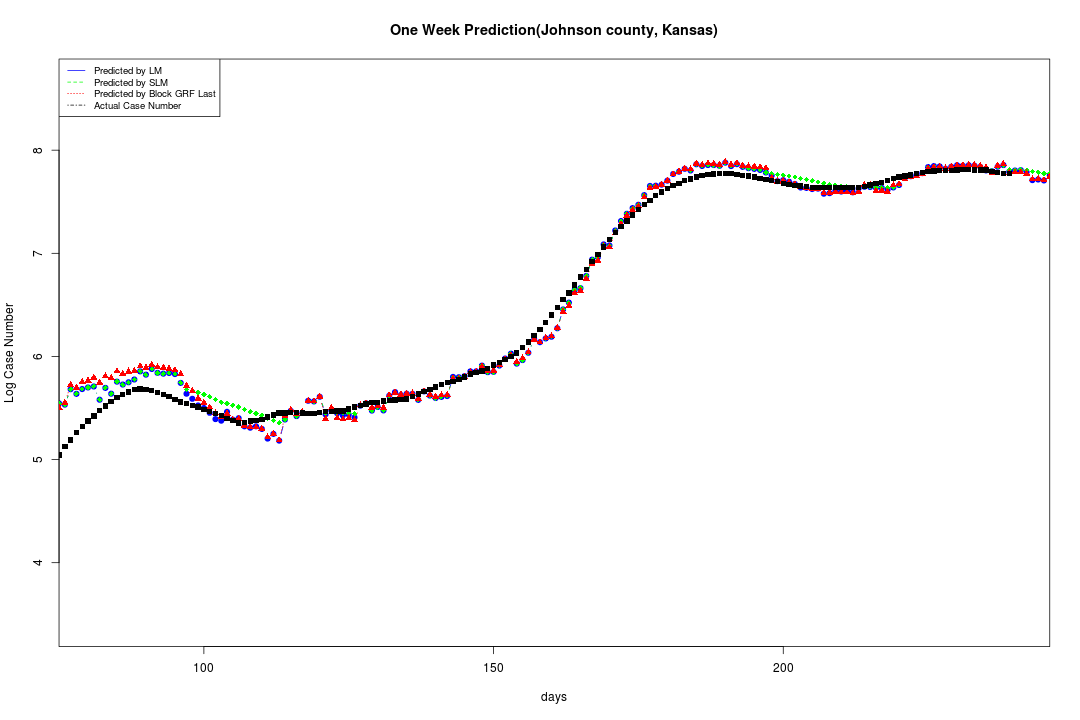 One Week Prediction(Johnson county, Kansas)
Predicted by LM
Predicted by SLM
Predicted by Block GRF Last
Actual Case Number
8
7
6
5
4
Log Case Number
100 150 200
days